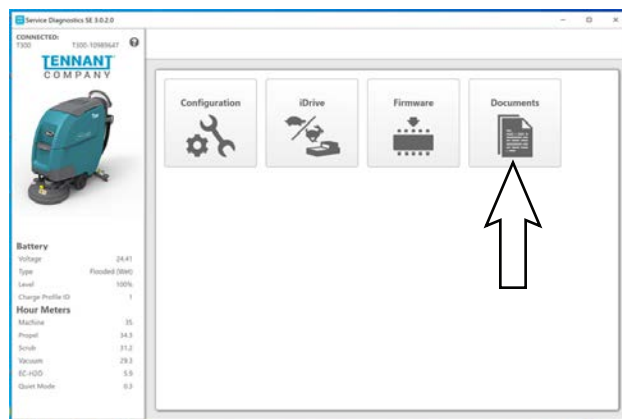 Service Diagnostics SE 3.0.2.0
CONNECTED:
T300 T300-10989647
TENNANT
COMPANY
Configuration iDrive Firmware Documents
Battery
Voltage 24.41
Type Flooded (Wet)
Level 100%
Charge Profile ID 1
Hour Meters
Machine 35
Propel 34.3
Scrub 31.2
Vacuum 29.3
EC-H2O 5.9
Quiet Mode 0.3